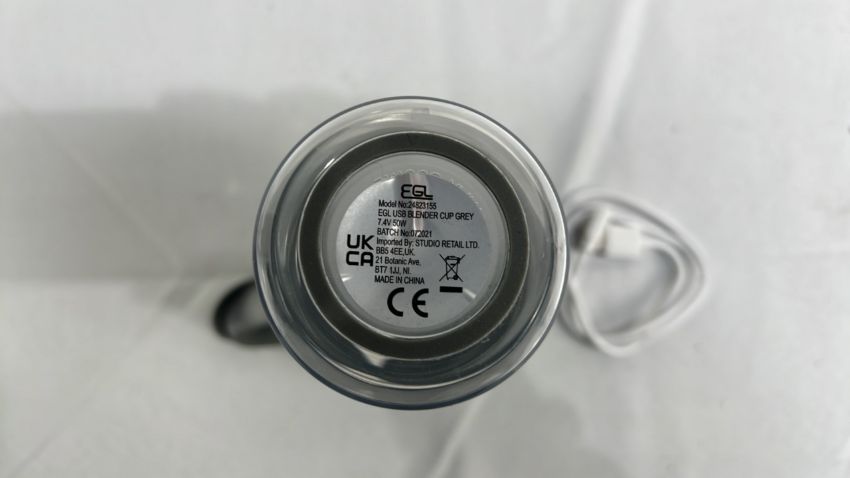 EGL
Model No:24823155
EGL USB BLENDER CUP GREY
7.4V 50W
BATCH No:072021
Imported By: STUDIO RETAIL LTD.
BB5 4EE,UK.
21 Botanic Ave,
BT7 1JJ, NI.
MADE IN CHINA
UK
CA
CE